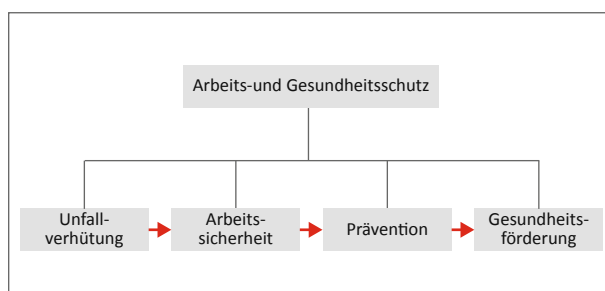 Arbeits-und Gesundheitsschutz
Unfall-
verhütung
Arbeits-
sicherheit
Prävention
Gesundheits-
förderung